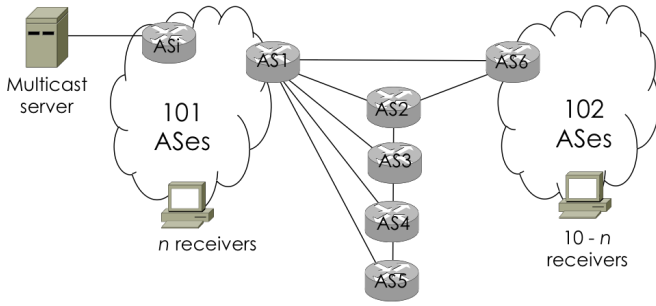 ASi
AS1
AS6
Multicast
server
101
ASes
AS2
102
ASes
AS3
AS4
n receivers
10 - n
receivers
AS5